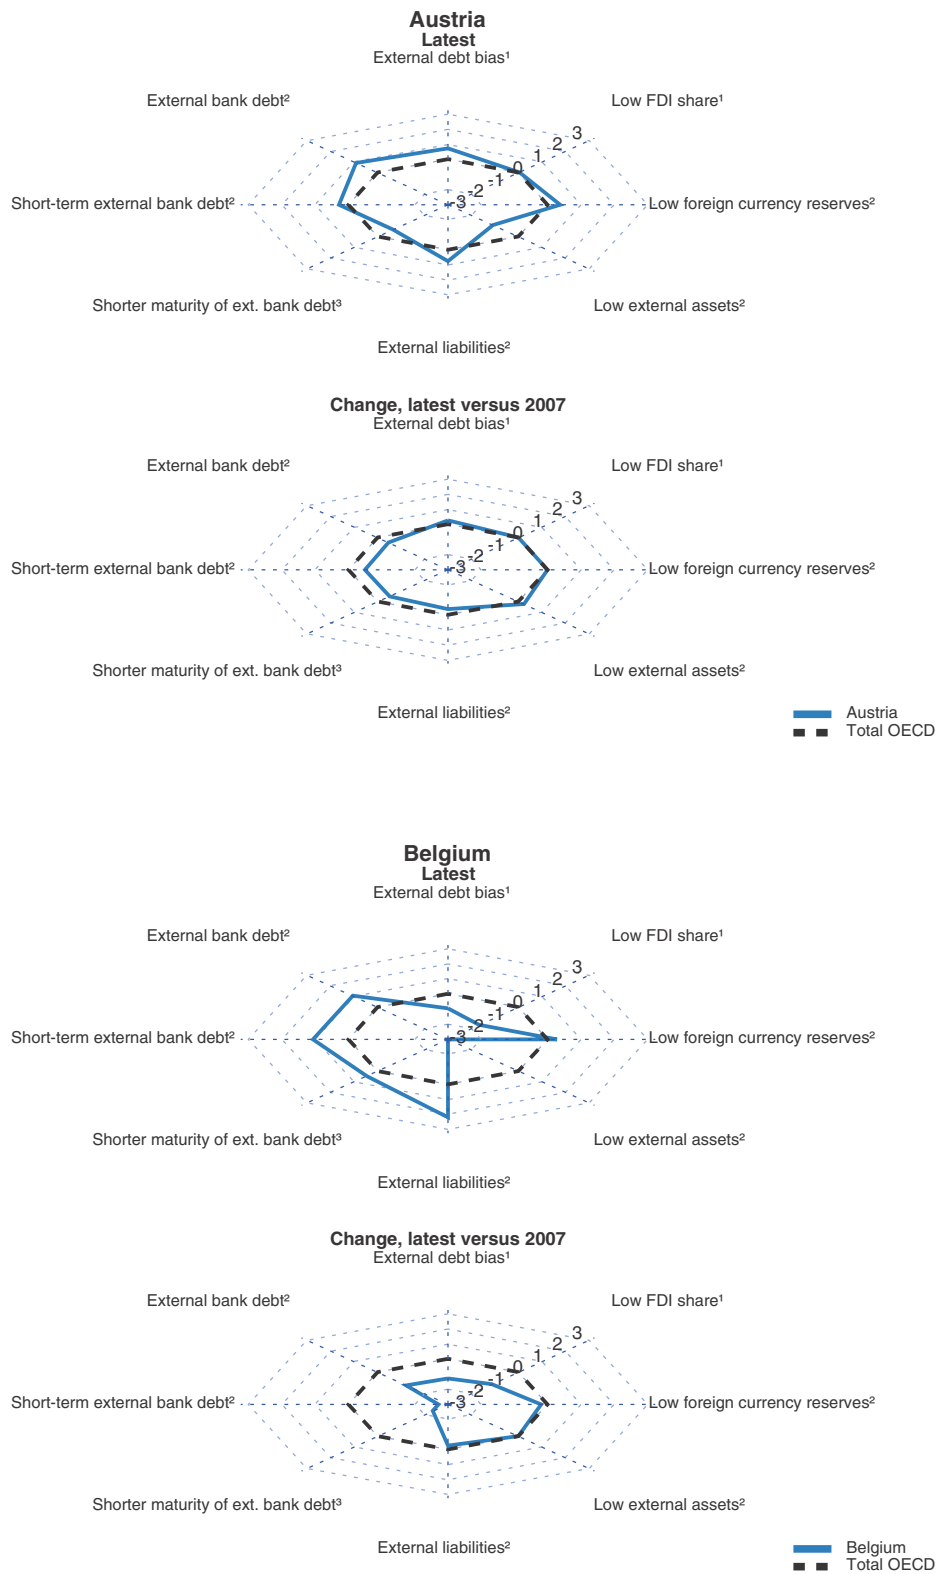 Austria
Latest
External debt bias¹
External bank debt²
Low FDI share¹
3
2
1
0
-1
-2
-3
Short-term external bank debt²
Low foreign currency reserves²
Shorter maturity of ext. bank debt³
Low external assets²
External liabilities²
Change, latest versus 2007
External debt bias¹
External bank debt²
Low FDI share¹
3
2
1
0
-1
-2
-3
Short-term external bank debt²
Low foreign currency reserves²
Shorter maturity of ext. bank debt³
Low external assets²
External liabilities²
Austria
Total OECD
Belgium
Latest
External debt bias¹
External bank debt²
Low FDI share¹
3
2
1
0
-1
-2
-3
Short-term external bank debt²
Low foreign currency reserves²
Shorter maturity of ext. bank debt³
Low external assets²
External liabilities²
Change, latest versus 2007
External debt bias¹
External bank debt²
Low FDI share¹
3
2
1
0
-1
-2
-3
Short-term external bank debt²
Low foreign currency reserves²
Shorter maturity of ext. bank debt³
Low external assets²
External liabilities²
Belgium
Total OECD